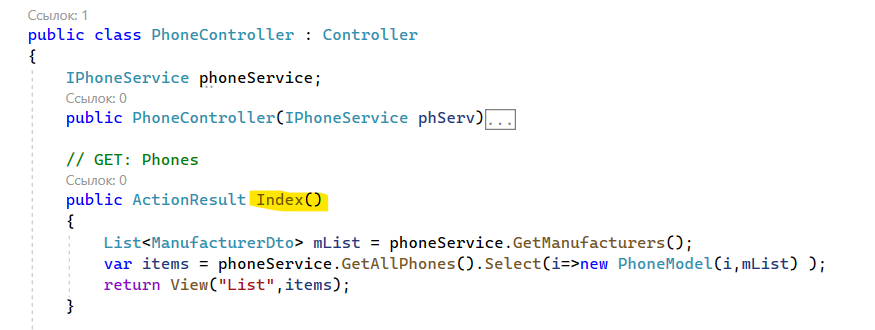 Ссылок: 1
public class PhoneController : Controller
{
IPhoneService phoneService;
Ссылок: 0
public PhoneController(IPhoneService phServ)...
// GET: Phones
Ссылок: 0
public ActionResult Index()
{
List<ManufacturerDto> mList = phoneService.GetManufacturers();
var items = phoneService.GetAllPhones().Select(i=>new PhoneModel(i,mList) );
return View("List",items);
}